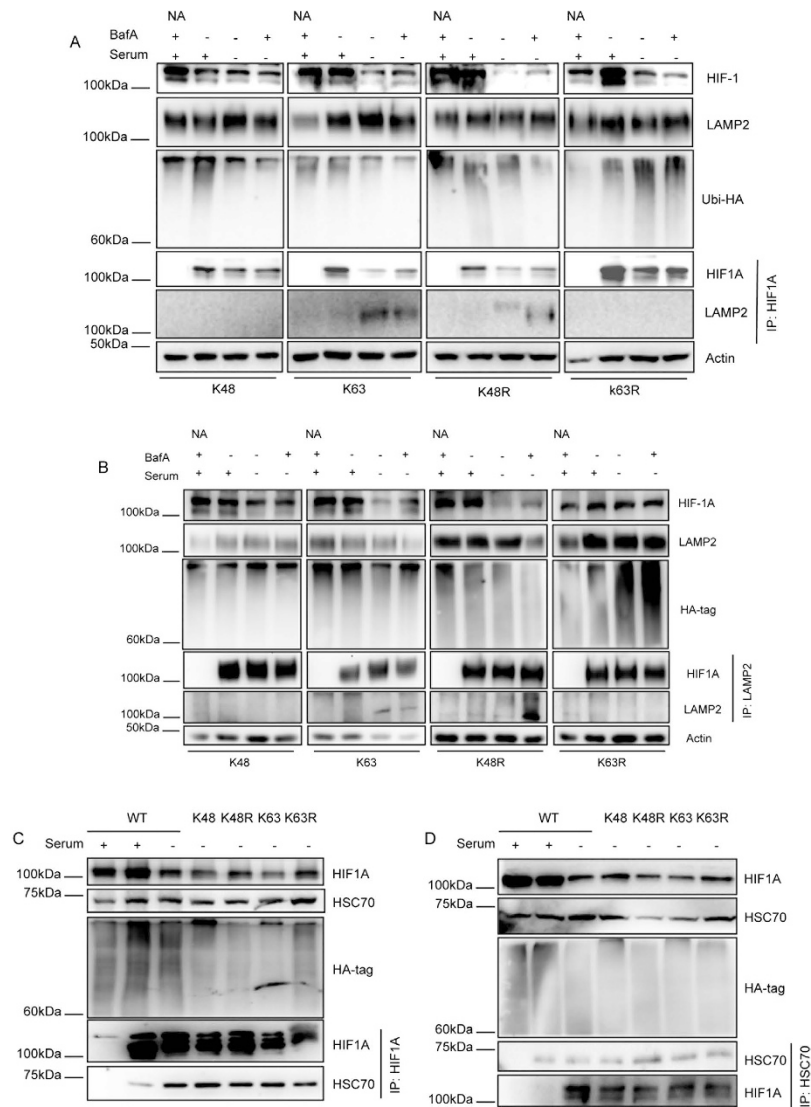 NA NA NA NA
A BafA + - - + + - - + + - - + + - - +
Serum + + - - + + - - + + - - + + - -
100kDa HIF-1
100kDa LAMP2
Ubi-HA
60kDa
100kDa HIF1A
100kDa LAMP2
IP: HIF1A
50kDa
Actin
K48 K63 K48R k63R
NA NA NA NA
B BafA + - - + + - - + + - - + + - - +
Serum + + - - + + - - + + - - + + - -
100kDa HIF-1A
100kDa LAMP2
HA-tag
60kDa
100kDa HIF1A
100kDa LAMP2
IP: LAMP2
50kDa
Actin
K48 K63 K48R K63R
C WT K48 K48R K63 K63R
Serum + + - - - - -
100kDa HIF1A
75kDa
HSC70
HA-tag
60kDa
100kDa HIF1A
75kDa
HSC70
IP: HIF1A
D WT K48 K48R K63 K63R
Serum + + - - - - -
100kDa HIF1A
75kDa
HSC70
HA-tag
60kDa
75kDa
HSC70
100kDa HIF1A
IP: HSC70